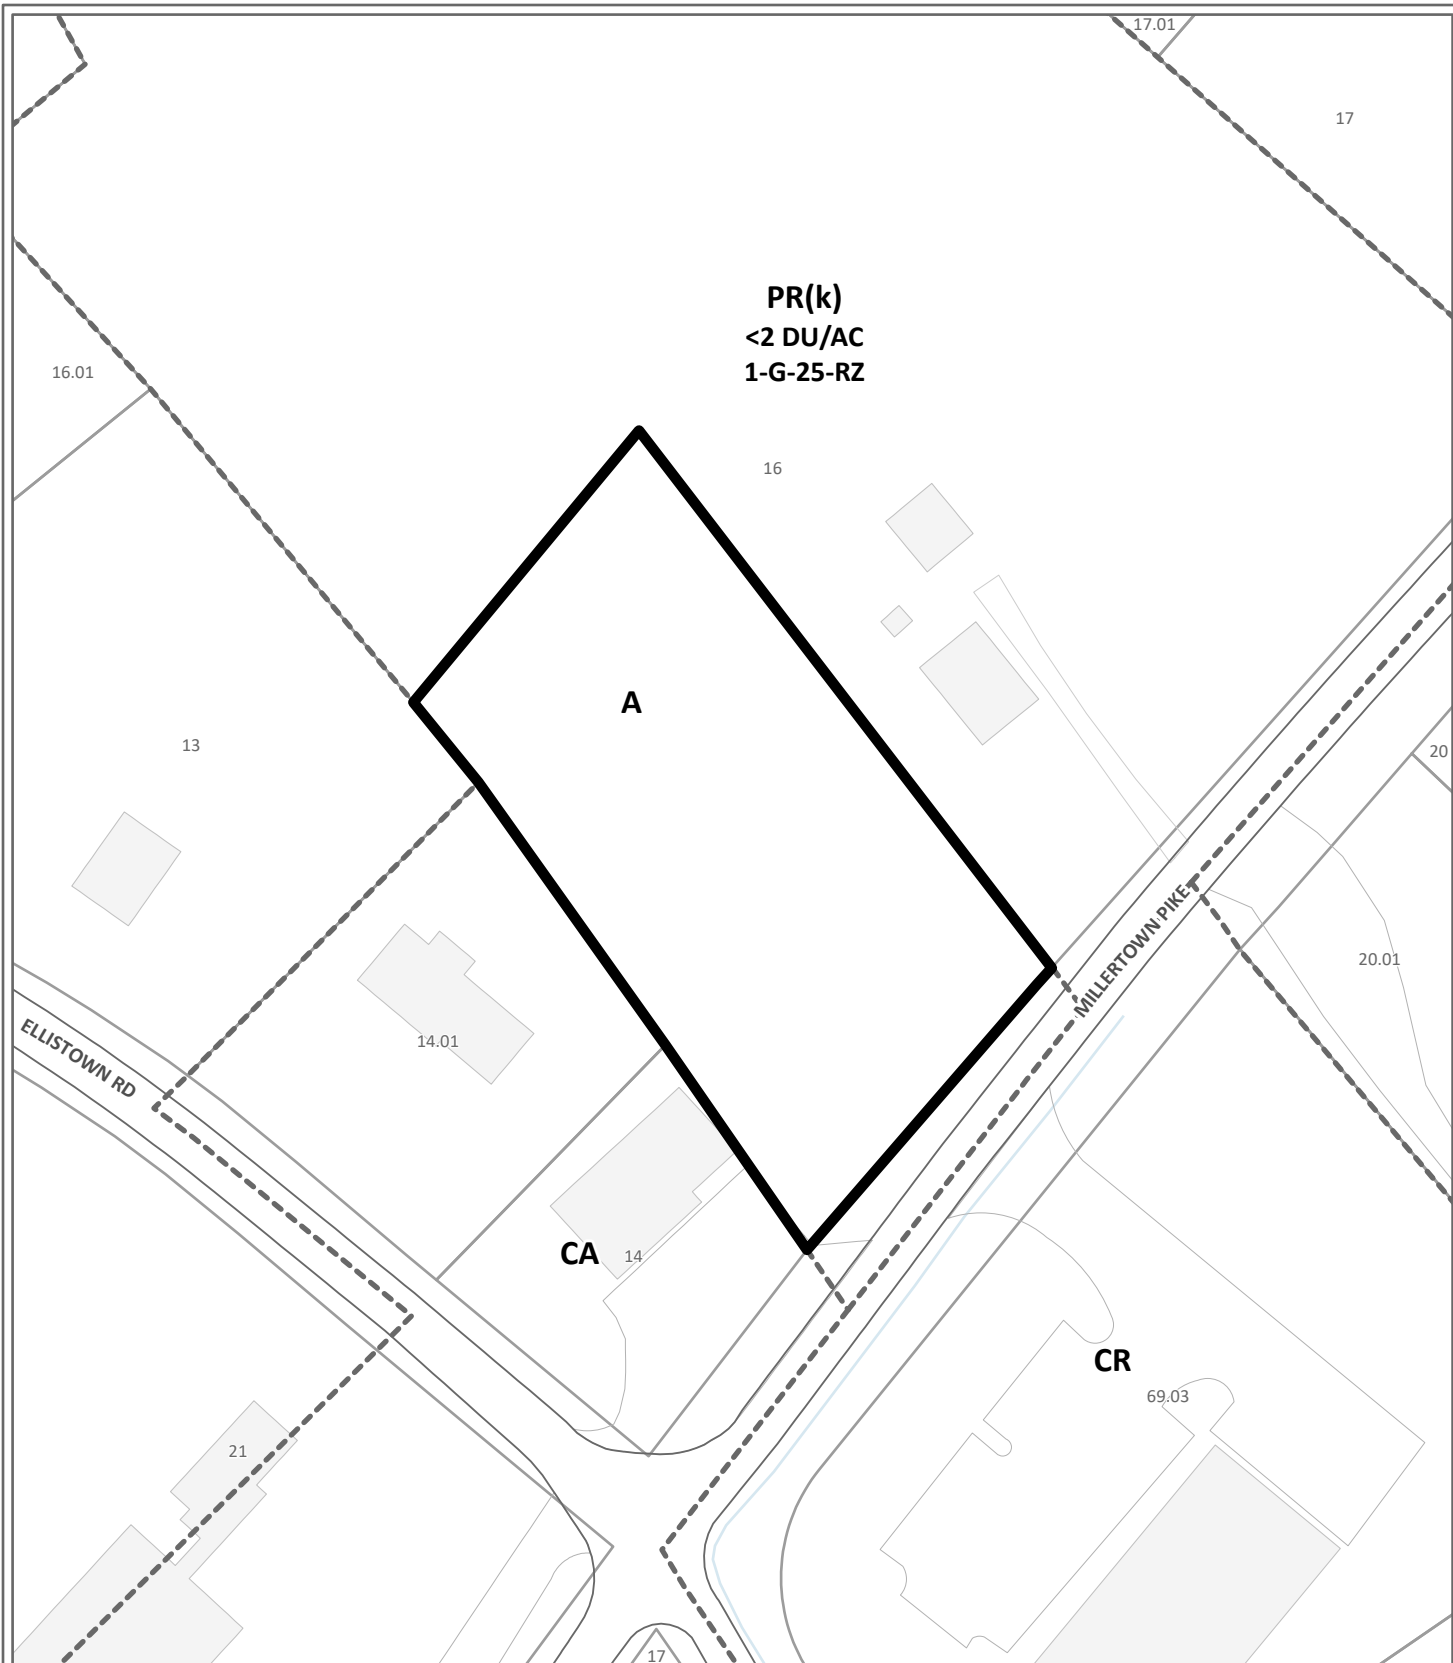 17.01
17
PR(k)
<2 DU/AC
1-G-25-RZ
16.01
16
A
13
20
MILLERTOWN PIKE
20.01
ELLISTOWN RD
14.01
CA
14
CR
69.03
21
17